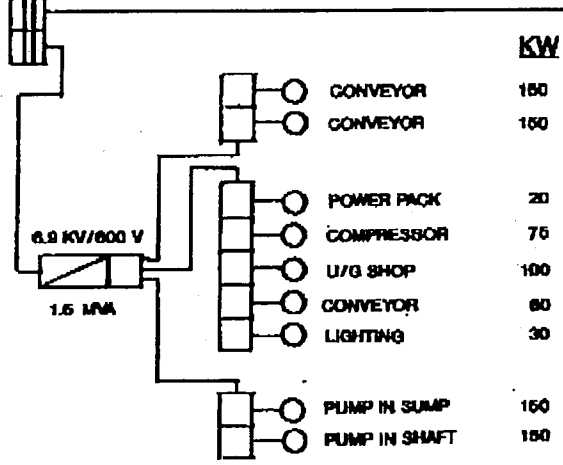 KW
CONVEYOR 150
CONVEYOR 150
POWER PACK 20
6.9 KV/600 V
COMPRESSOR 75
U/G SHOP 100
1.5 MVA
CONVEYOR 60
LIGHTING 30
PUMP IN SUMP 150
PUMP IN SHAFT 150